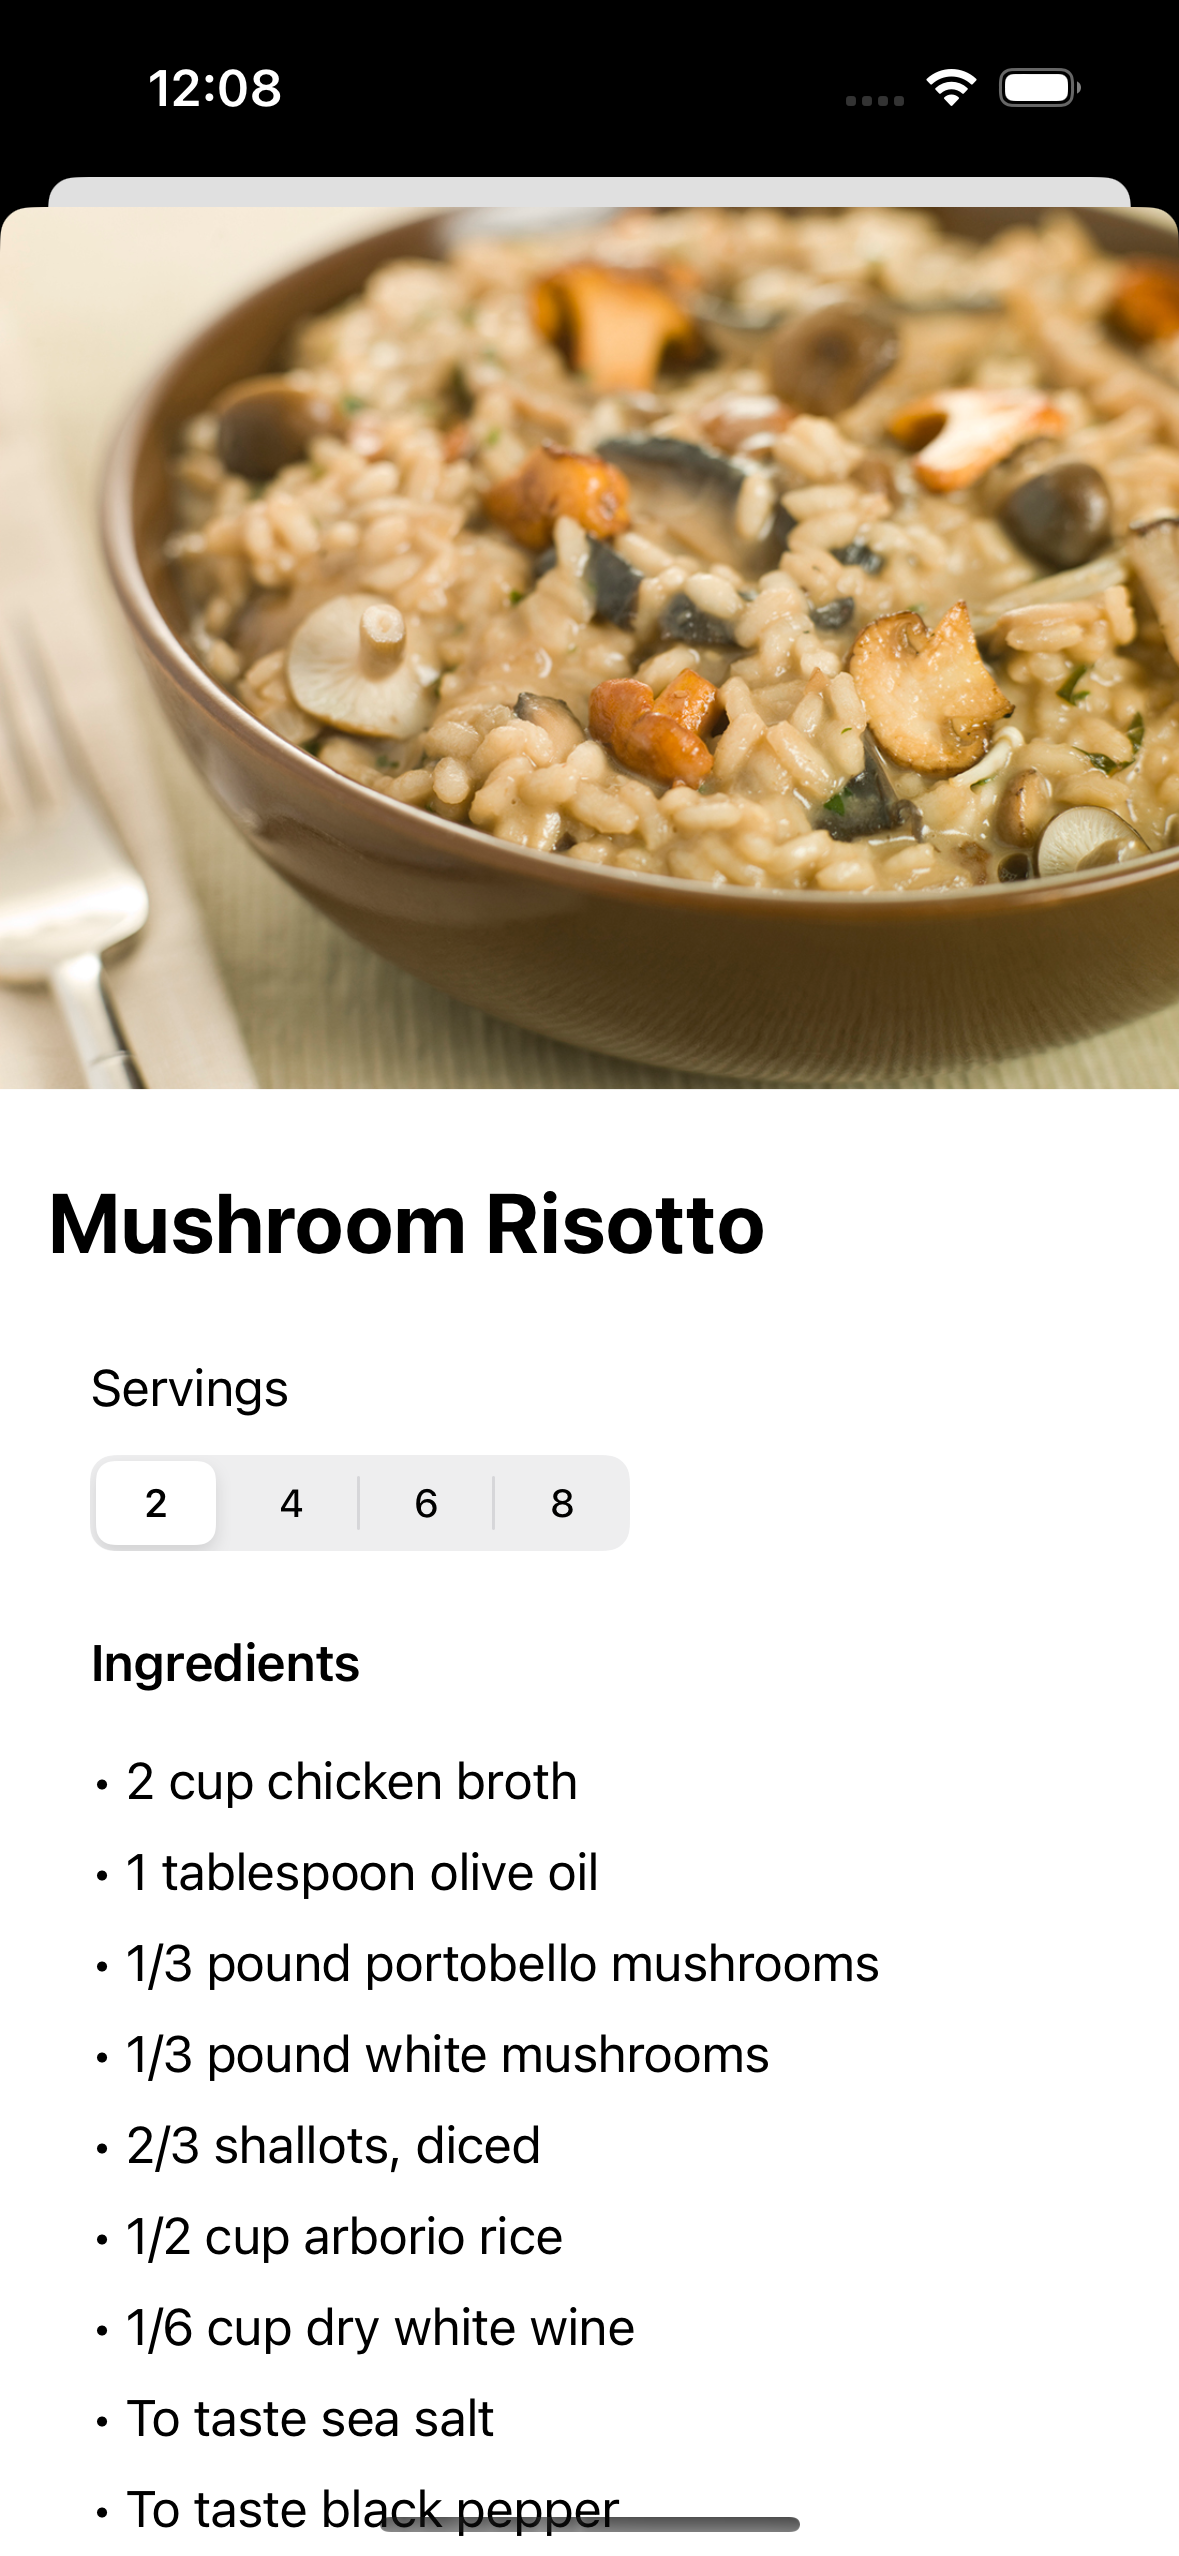 12:08
Mushroom Risotto
Servings
2 4 6 8
Ingredients
• 2 cup chicken broth
• 1 tablespoon olive oil
• 1/3 pound portobello mushrooms
• 1/3 pound white mushrooms
• 2/3 shallots, diced
• 1/2 cup arborio rice
• 1/6 cup dry white wine
• To taste sea salt
• To taste black pepper